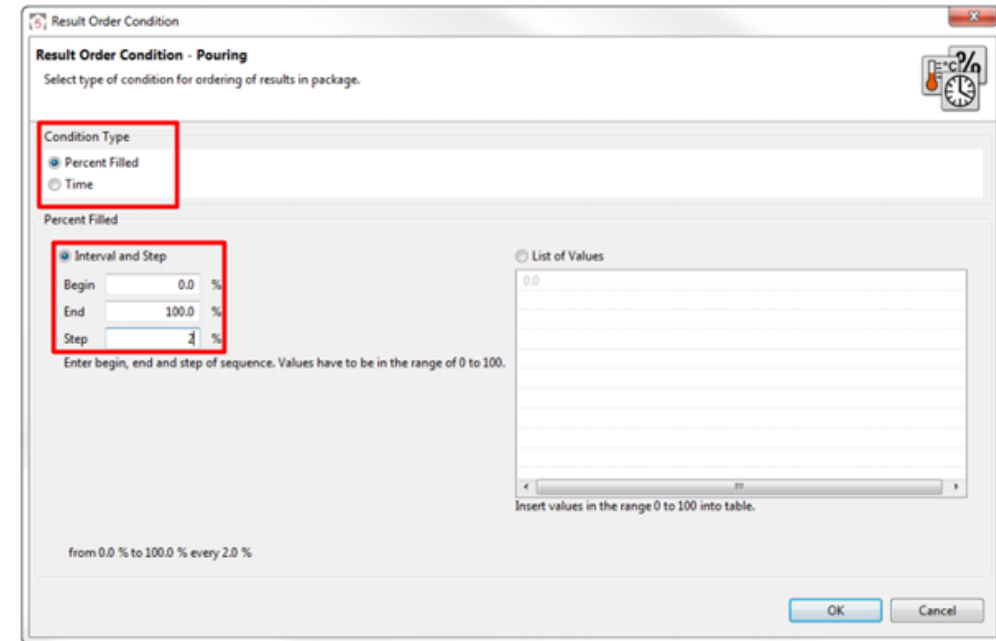 5 Result Order Condition
Result Order Condition - Pouring
Select type of condition for ordering of results in package.
°C %
Condition Type
Percent Filled
Time
Percent Filled
Interval and Step
Begin 0.0 %
End 100.0 %
Step 2 %
Enter begin, end and step of sequence. Values have to be in the range of 0 to 100.
List of Values
0.0
Insert values in the range 0 to 100 into table.
from 0.0 % to 100.0 % every 2.0 %
OK Cancel